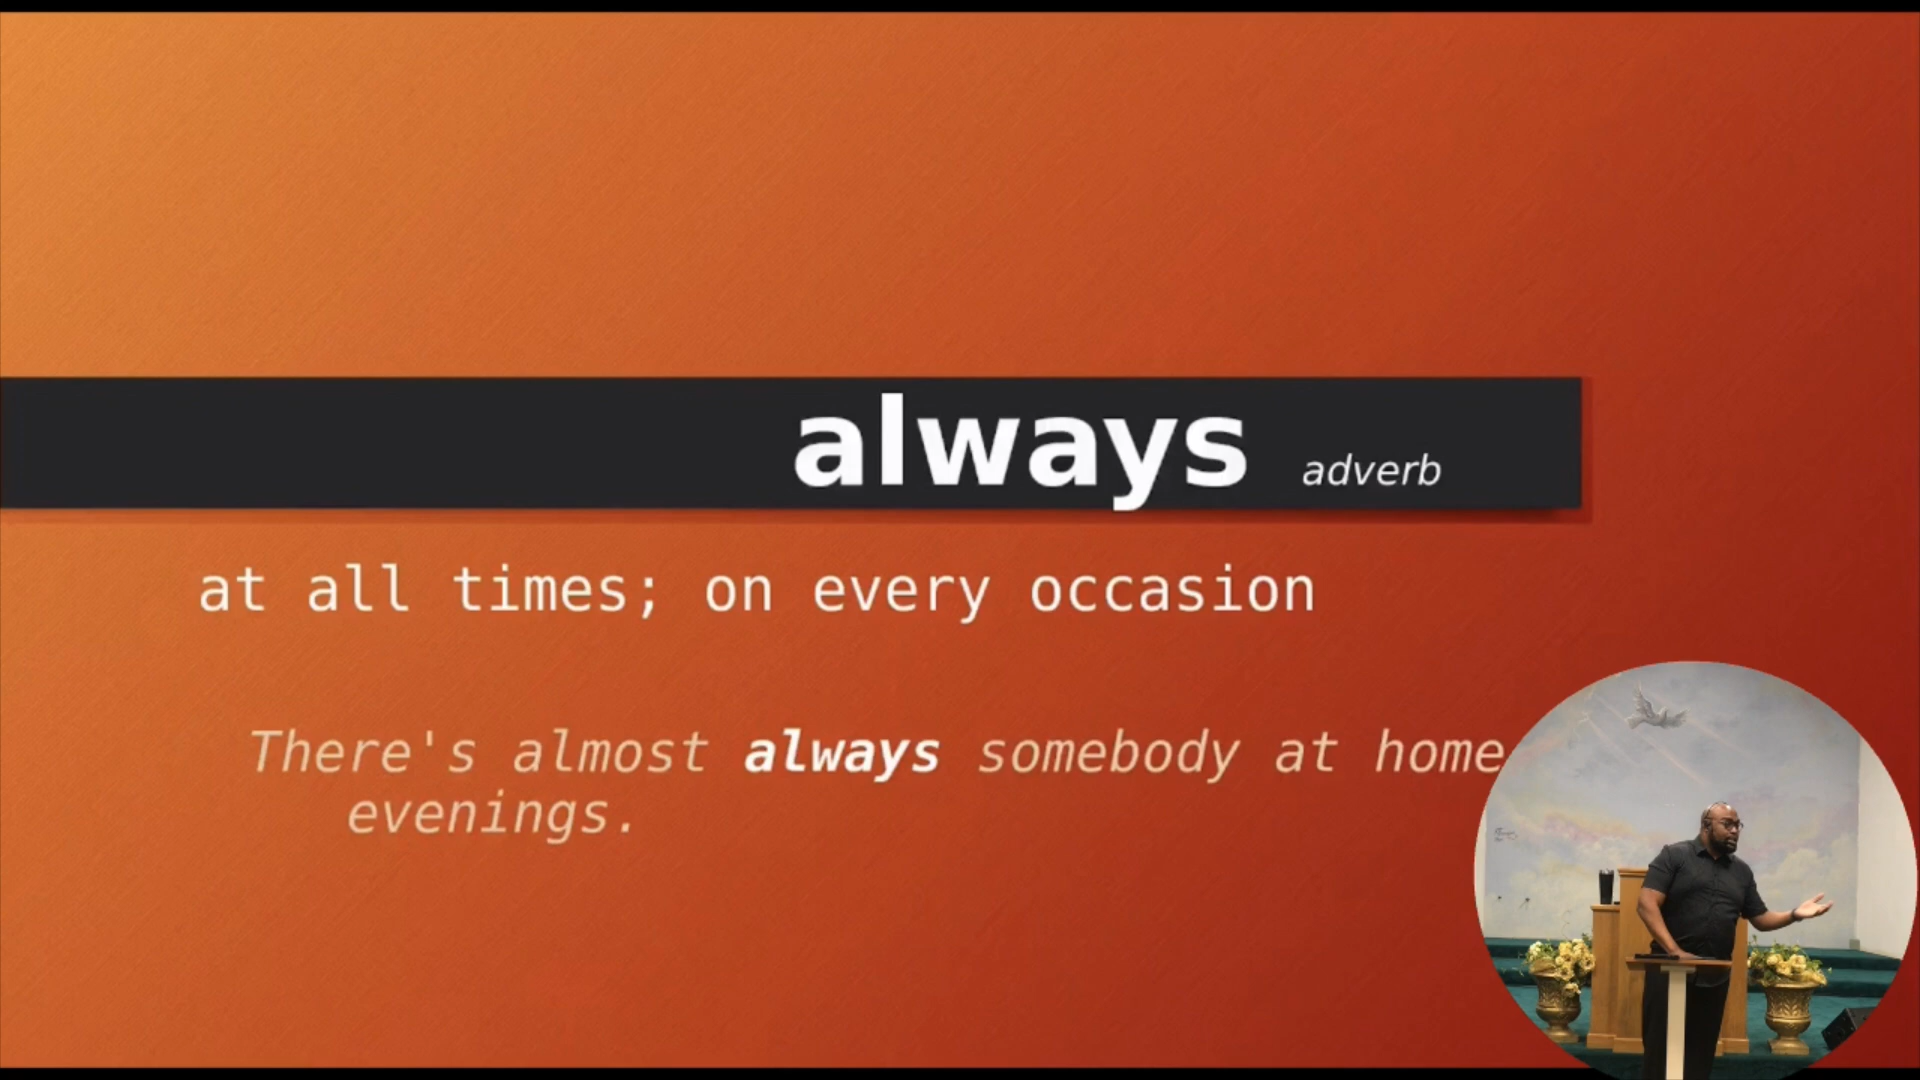 always adverb
at all times; on every occasion
There's almost always somebody at home
evenings.